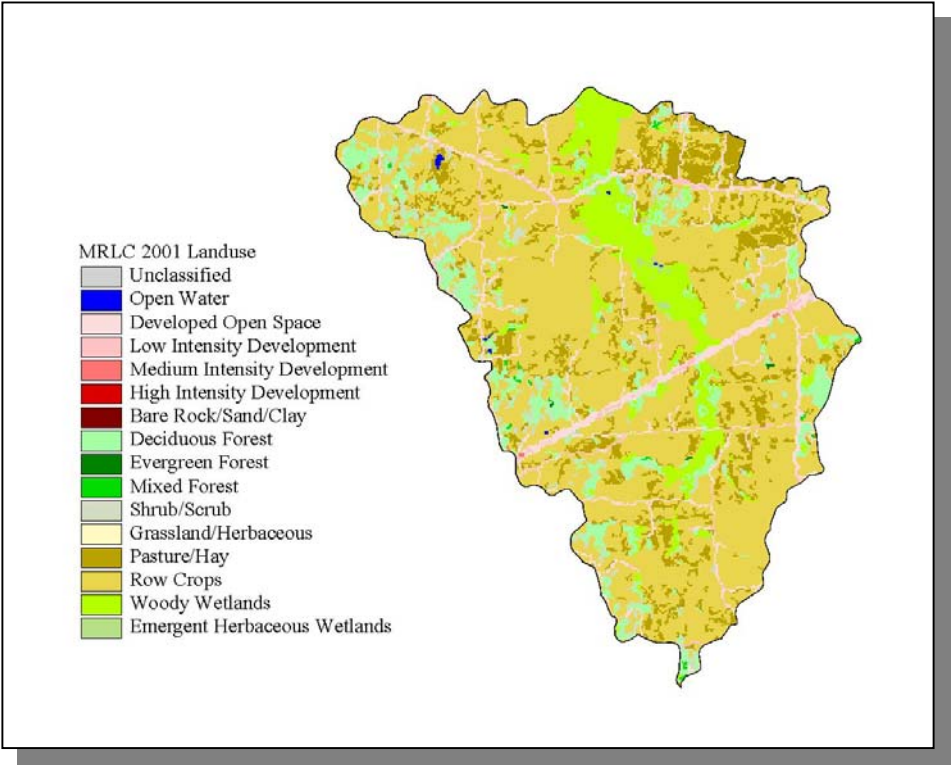 MRLC 2001 Landuse
Unclassified
Open Water
Developed Open Space
Low Intensity Development
Medium Intensity Development
High Intensity Development
Bare Rock/Sand/Clay
Deciduous Forest
Evergreen Forest
Mixed Forest
Shrub/Scrub
Grassland/Herbaceous
Pasture/Hay
Row Crops
Woody Wetlands
Emergent Herbaceous Wetlands